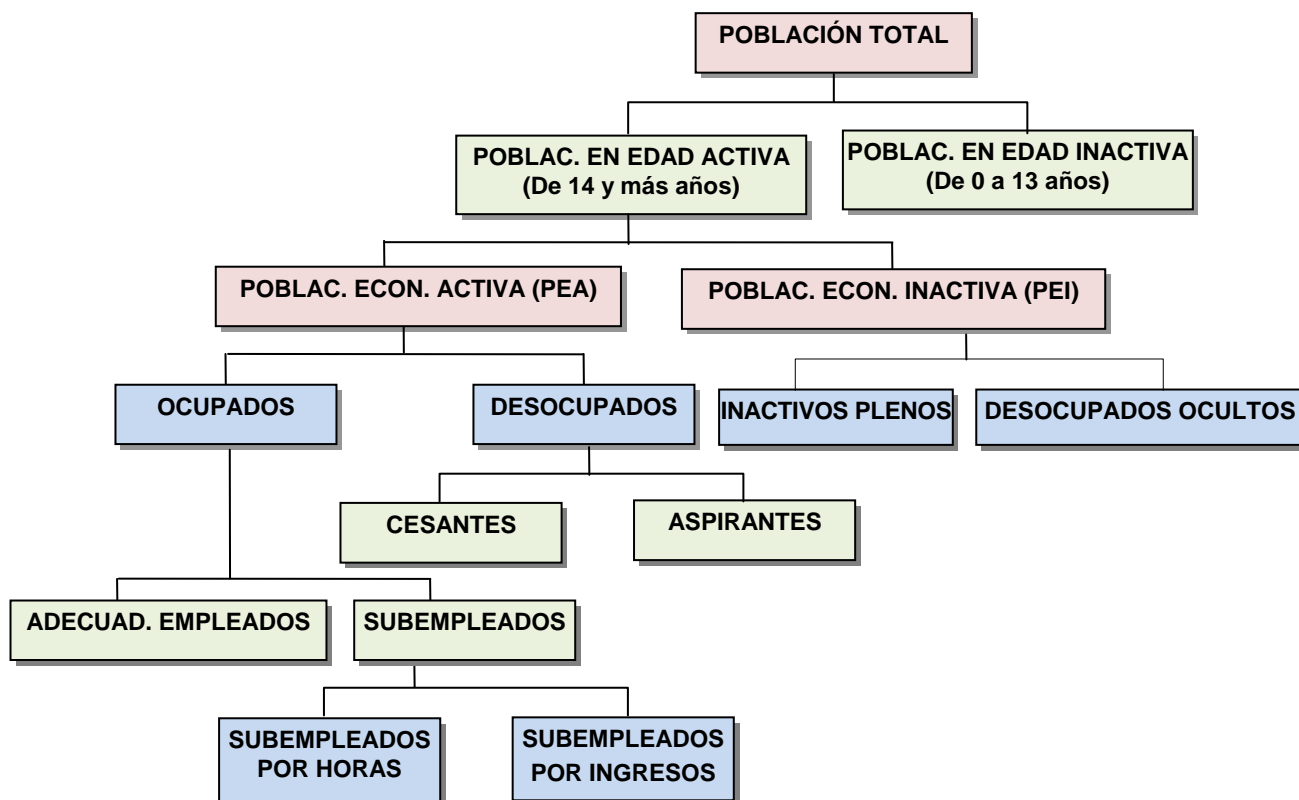 POBLACIÓN TOTAL
POBLAC. EN EDAD ACTIVA
(De 14 y más años)
POBLAC. EN EDAD INACTIVA
(De 0 a 13 años)
POBLAC. ECON. ACTIVA (PEA)
POBLAC. ECON. INACTIVA (PEI)
OCUPADOS
DESOCUPADOS
INACTIVOS PLENOS
DESOCUPADOS OCULTOS
CESANTES
ASPIRANTES
ADECUAD. EMPLEADOS
SUBEMPLEADOS
SUBEMPLEADOS
POR HORAS
SUBEMPLEADOS
POR INGRESOS